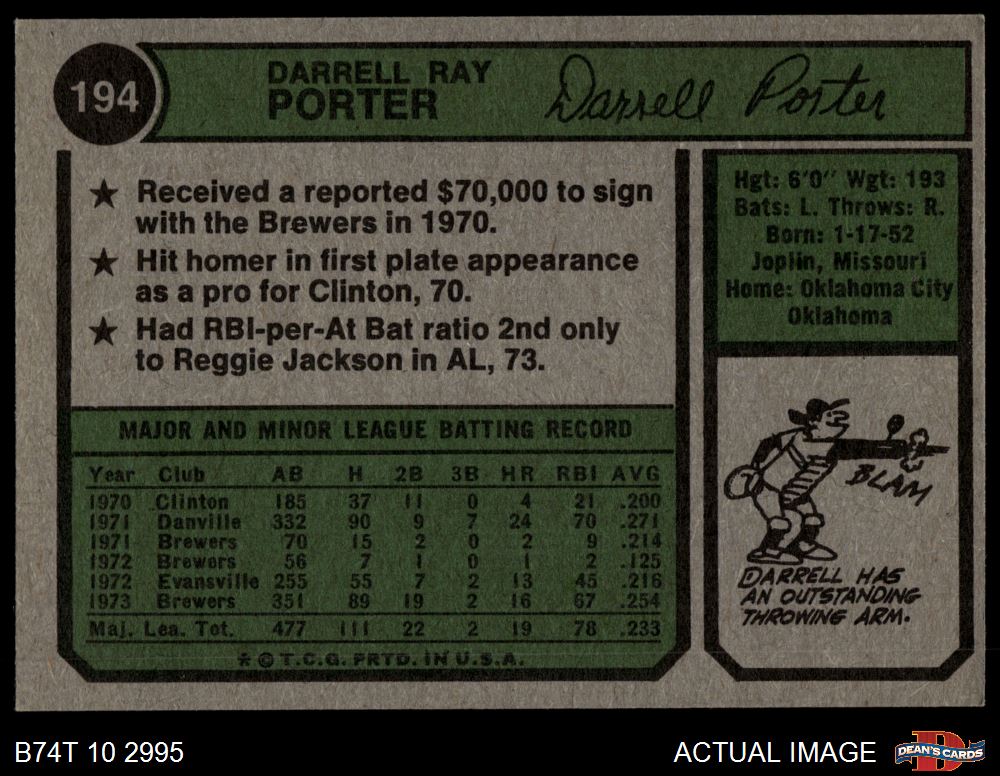 194
DARRELL RAY
PORTER
Darrell Porter
★ Received a reported $70,000 to sign
with the Brewers in 1970.
★ Hit homer in first plate appearance
as a pro for Clinton, 70.
★ Had RBI-per-At Bat ratio 2nd only
to Reggie Jackson in AL, 73.
Hgt: 6'0" Wgt: 193
Bats: L. Throws: R.
Born: 1-17-52
Joplin, Missouri
Home: Oklahoma City
Oklahoma
MAJOR AND MINOR LEAGUE BATTING RECORD
Year Club AB H 2B 3B HR RBI AVG
1970 Clinton 185 37 11 0 4 21 .200
1971 Danville 332 90 9 7 24 70 .271
1971 Brewers 70 15 2 0 2 9 .214
1972 Brewers 56 7 1 0 1 2 .125
1972 Evansville 255 55 7 2 13 45 .216
1973 Brewers 351 89 19 2 16 67 .254
Maj. Lea. Tot. 477 111 22 2 19 78 .233
* © T.C.G. PRTD. IN U.S.A.
BLAM
DARRELL HAS
AN OUTSTANDING
THROWING ARM.
B74T 10 2995
ACTUAL IMAGE
DEAN'S CARDS